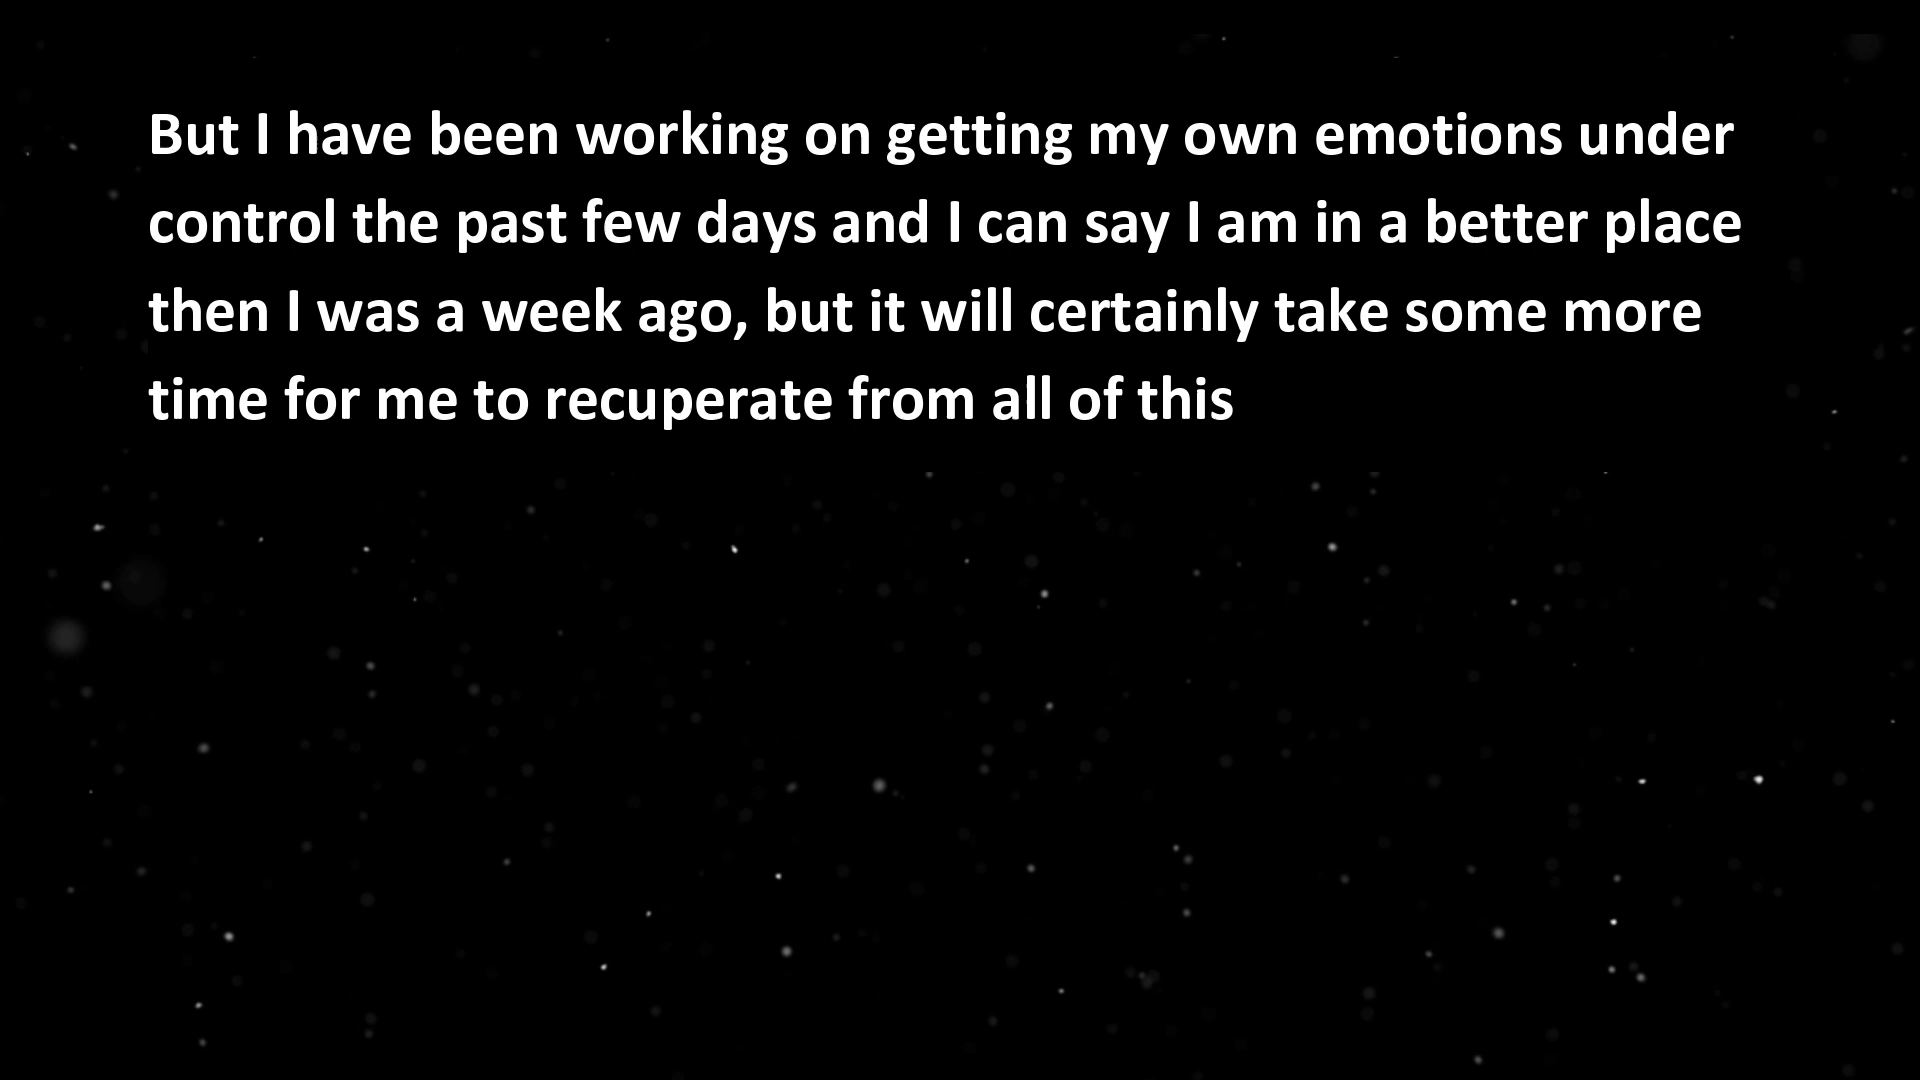 But I have been working on getting my own emotions under
control the past few days and I can say I am in a better place
then I was a week ago, but it will certainly take some more
time for me to recuperate from all of this